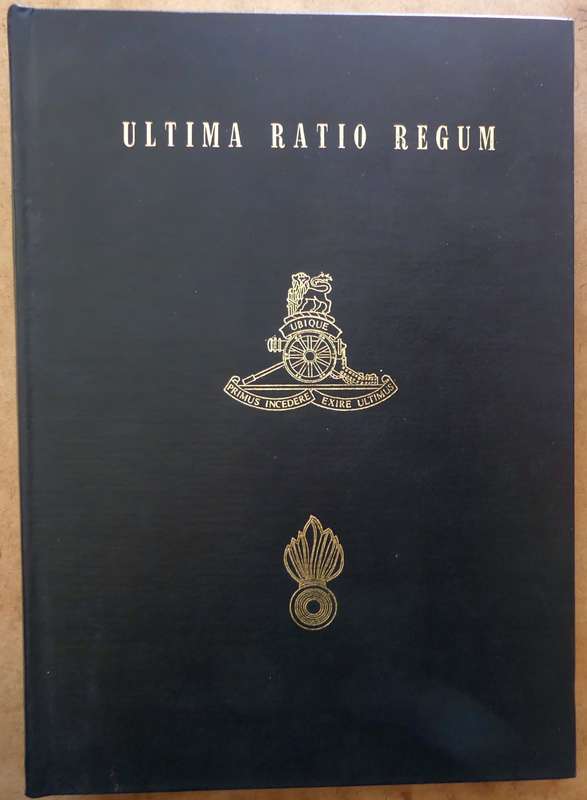 ULTIMA RATIO REGUM
UBIQUE
PRIMUS INCEDERE EXIRE ULTIMUS